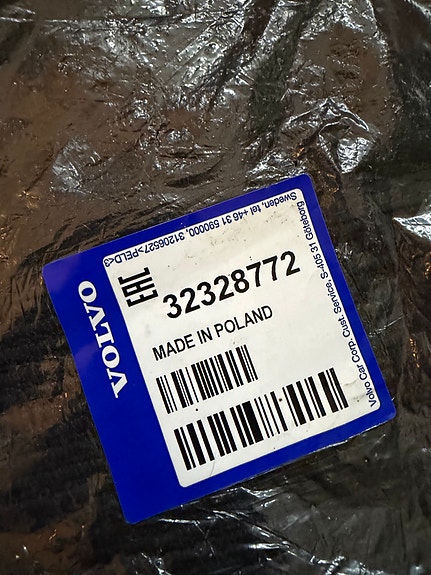 VOLVO
EAC
32328772
MADE IN POLAND
Volvo Car Corp. Cust. Service, S-405 31 Göteborg
Sweden, tel +46 31 590000, 31206527>PELD<3